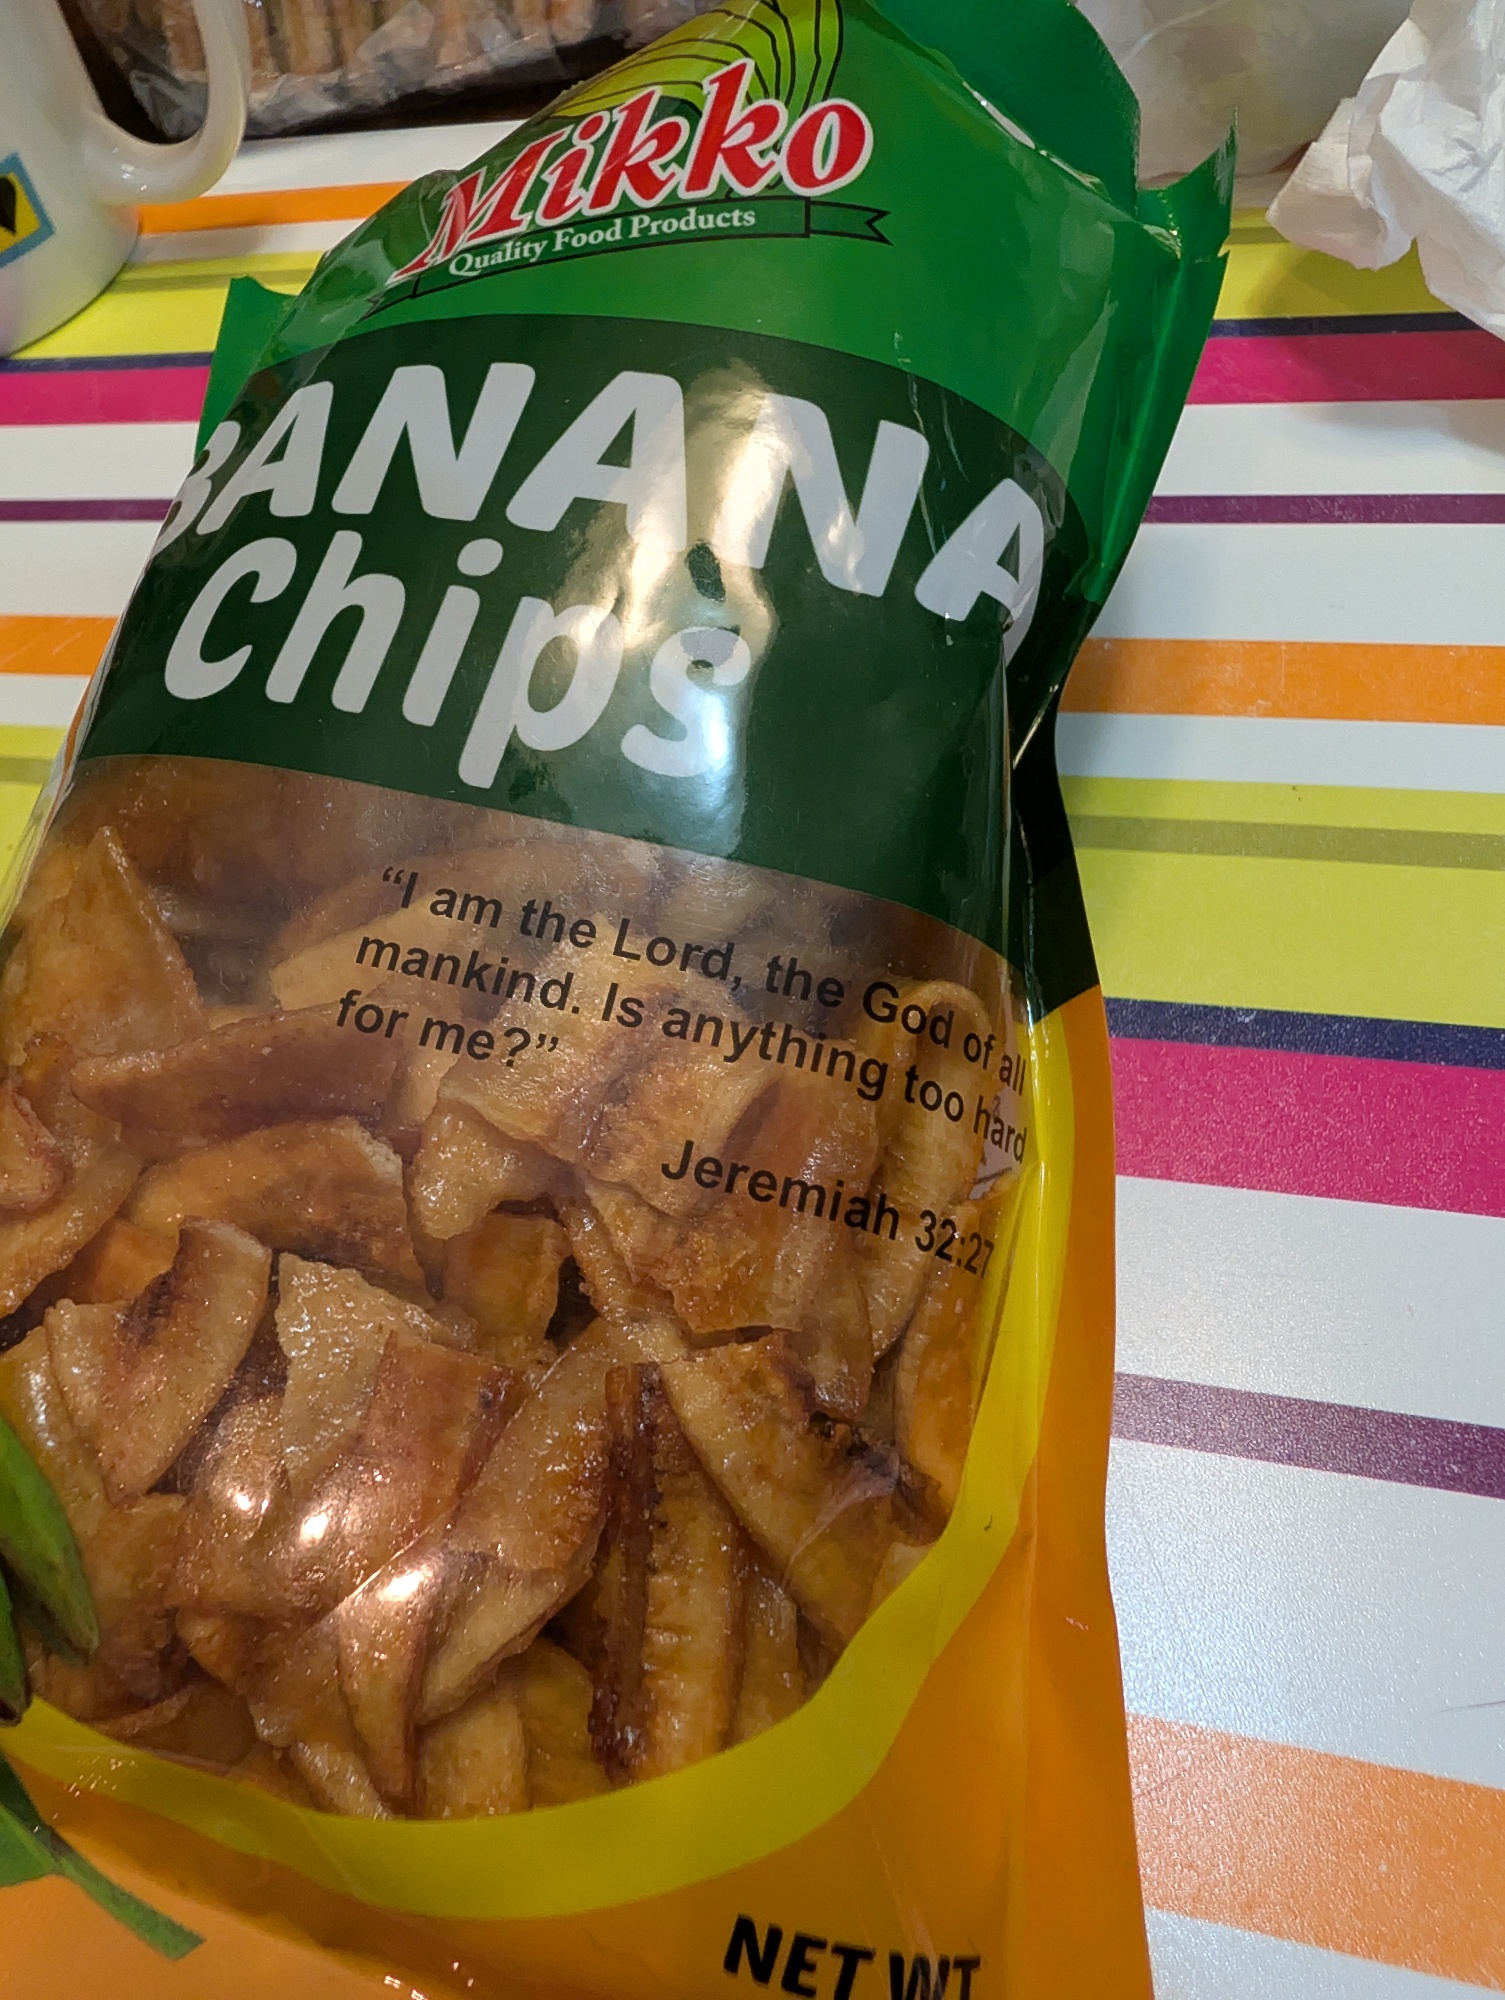 Mikko
Quality Food Products
BANANA
Chips
“I am the Lord, the God of all
mankind. Is anything too hard
for me?”
Jeremiah 32:27
NET WT